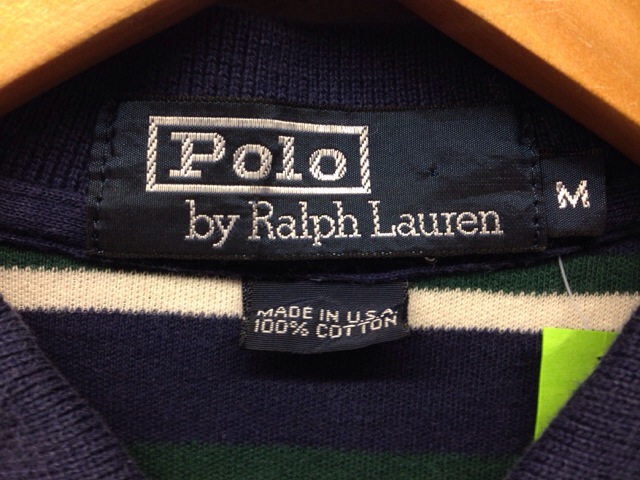 Polo
by Ralph Lauren
M
MADE IN U.S.A.
100% COTTON